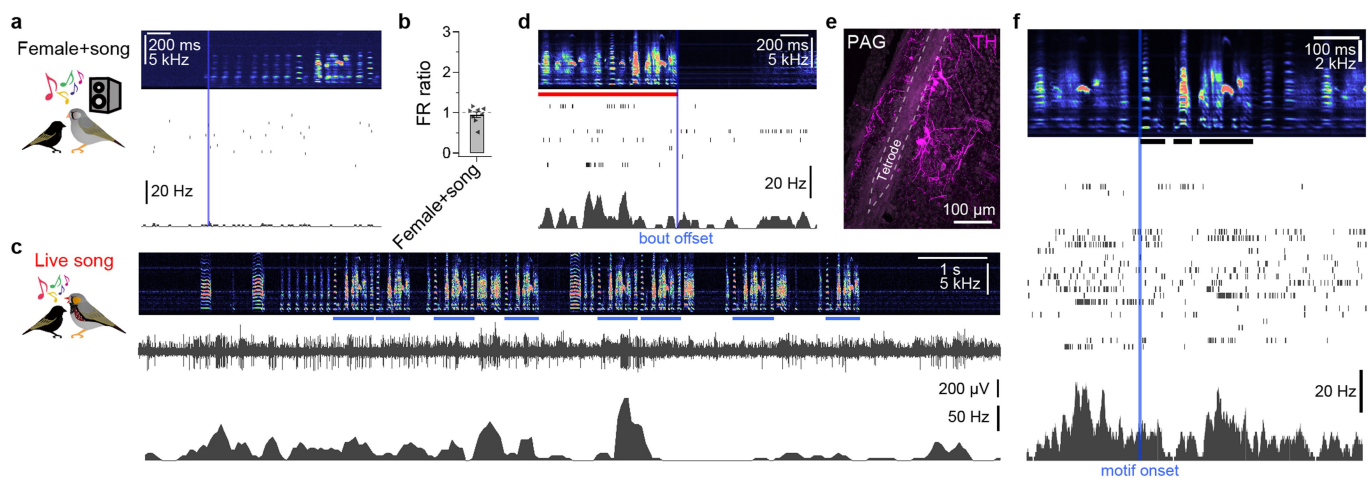 a
Female+song
200 ms
5 kHz
20 Hz
b
3
2
1
0
FR ratio
Female+song
d
200 ms
5 kHz
20 Hz
bout offset
e
PAG
TH
Tetrode
100 µm
f
100 ms
2 kHz
20 Hz
motif onset
c
Live song
1 s
5 kHz
200 µV
50 Hz